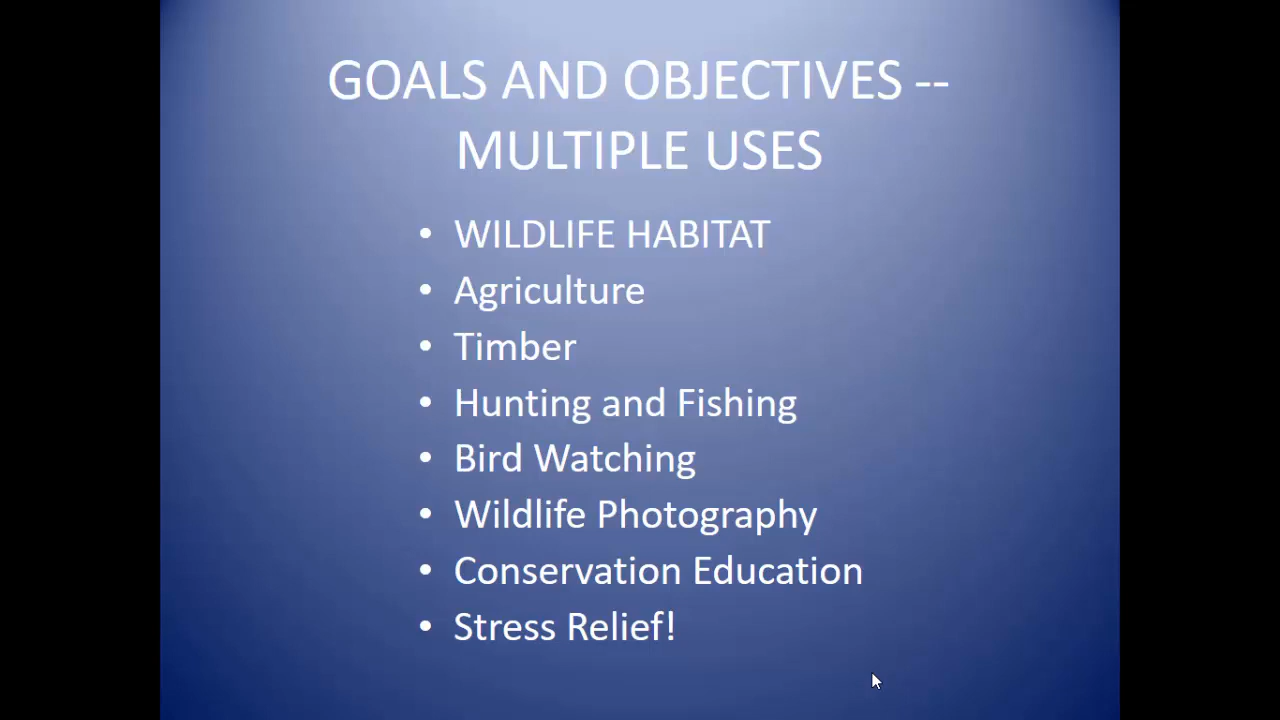 GOALS AND OBJECTIVES --
MULTIPLE USES
• WILDLIFE HABITAT
• Agriculture
• Timber
• Hunting and Fishing
• Bird Watching
• Wildlife Photography
• Conservation Education
• Stress Relief!